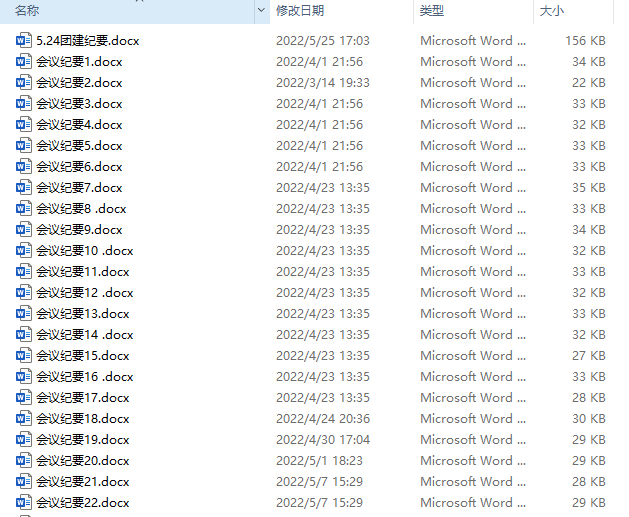 名称 修改日期 类型 大小
5.24团建纪要.docx 2022/5/25 17:03 Microsoft Word ... 156 KB
会议纪要1.docx 2022/4/1 21:56 Microsoft Word ... 34 KB
会议纪要2.docx 2022/3/14 19:33 Microsoft Word ... 22 KB
会议纪要3.docx 2022/4/1 21:56 Microsoft Word ... 33 KB
会议纪要4.docx 2022/4/1 21:56 Microsoft Word ... 32 KB
会议纪要5.docx 2022/4/1 21:56 Microsoft Word ... 33 KB
会议纪要6.docx 2022/4/1 21:56 Microsoft Word ... 33 KB
会议纪要7.docx 2022/4/23 13:35 Microsoft Word ... 35 KB
会议纪要8 .docx 2022/4/23 13:35 Microsoft Word ... 33 KB
会议纪要9.docx 2022/4/23 13:35 Microsoft Word ... 34 KB
会议纪要10 .docx 2022/4/23 13:35 Microsoft Word ... 32 KB
会议纪要11.docx 2022/4/23 13:35 Microsoft Word ... 33 KB
会议纪要12 .docx 2022/4/23 13:35 Microsoft Word ... 32 KB
会议纪要13.docx 2022/4/23 13:35 Microsoft Word ... 33 KB
会议纪要14 .docx 2022/4/23 13:35 Microsoft Word ... 32 KB
会议纪要15.docx 2022/4/23 13:35 Microsoft Word ... 27 KB
会议纪要16 .docx 2022/4/23 13:35 Microsoft Word ... 33 KB
会议纪要17.docx 2022/4/23 13:35 Microsoft Word ... 28 KB
会议纪要18.docx 2022/4/24 20:36 Microsoft Word ... 30 KB
会议纪要19.docx 2022/4/30 17:04 Microsoft Word ... 29 KB
会议纪要20.docx 2022/5/1 18:23 Microsoft Word ... 29 KB
会议纪要21.docx 2022/5/7 15:29 Microsoft Word ... 28 KB
会议纪要22.docx 2022/5/7 15:29 Microsoft Word ... 29 KB